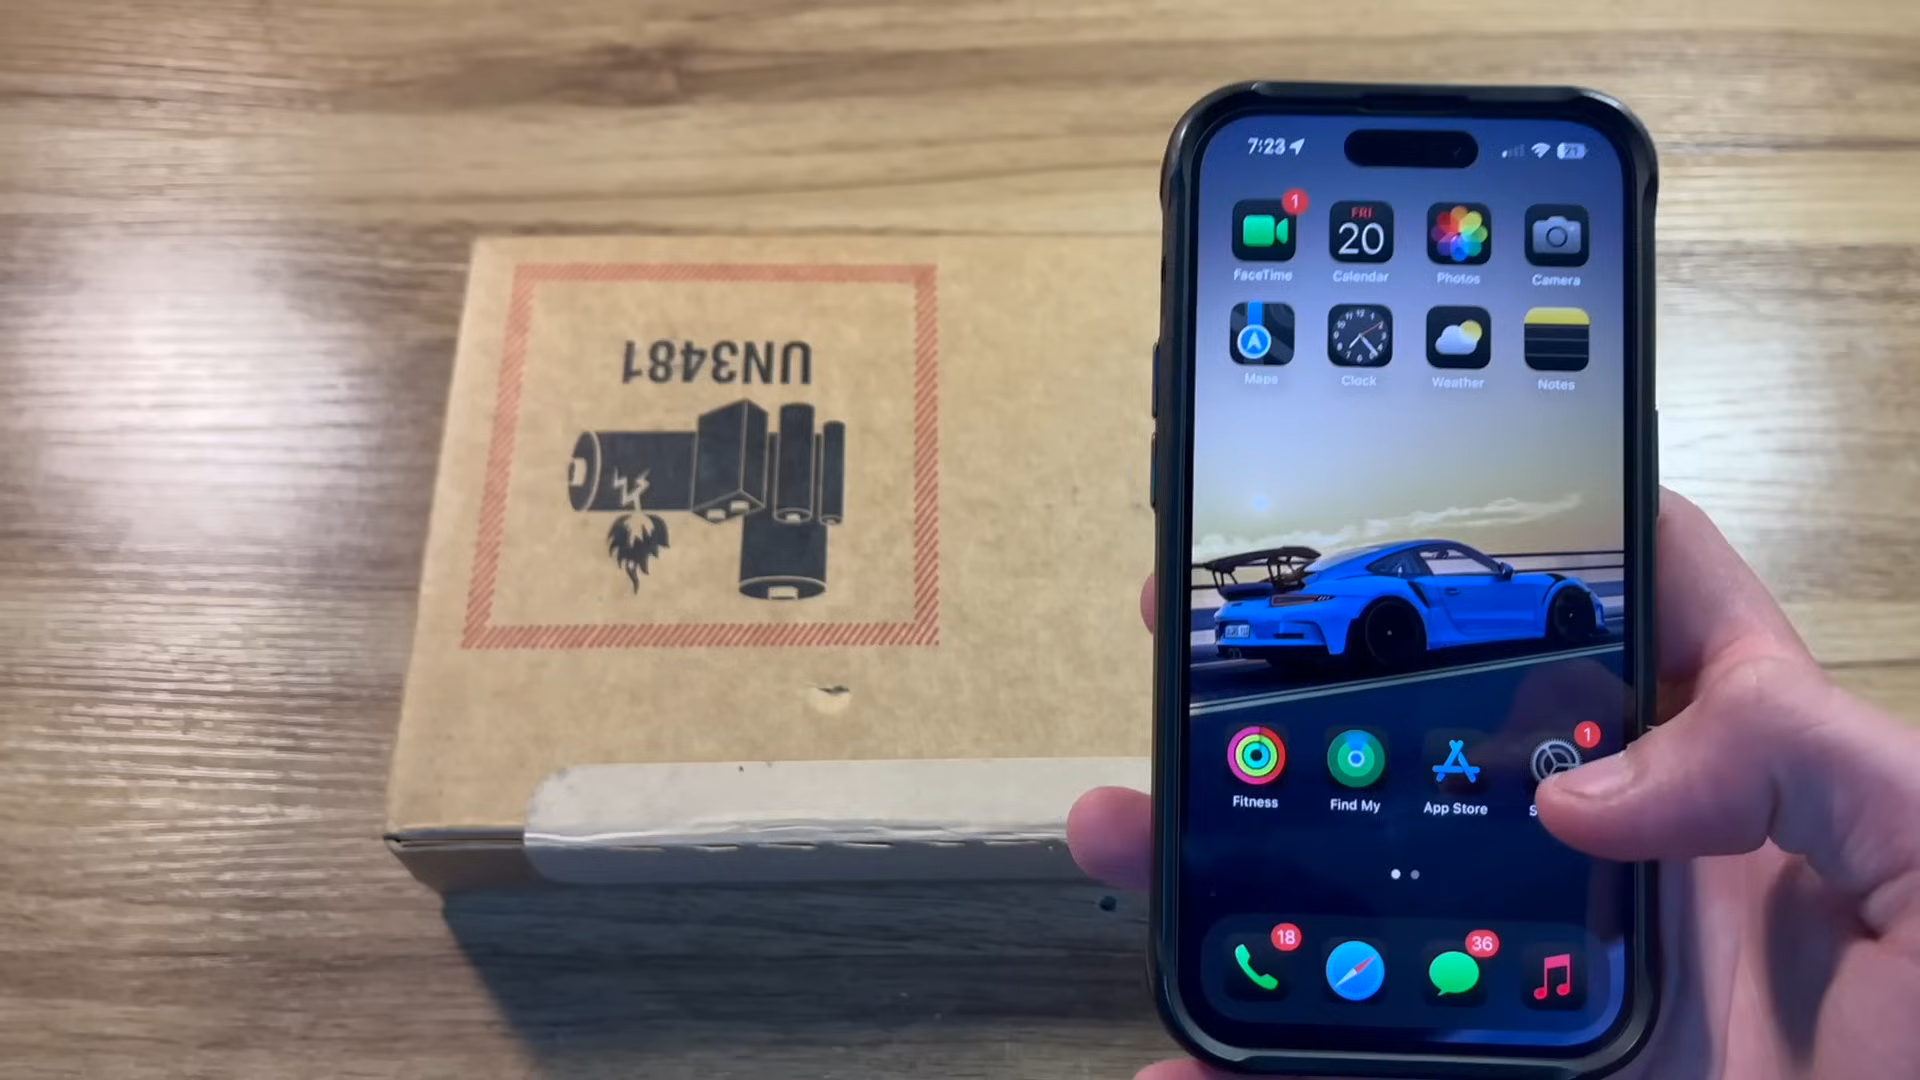 UN3481
7:23
21
1
FRI
20
FaceTime
Calendar
Photos
Camera
Maps
Clock
Weather
Notes
1
Fitness
Find My
App Store
S
18
36